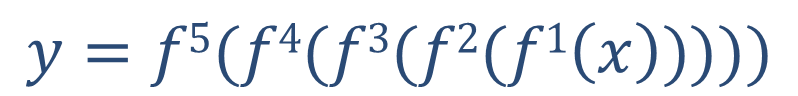 y = f⁵(f⁴(f³(f²(f¹(x)))))